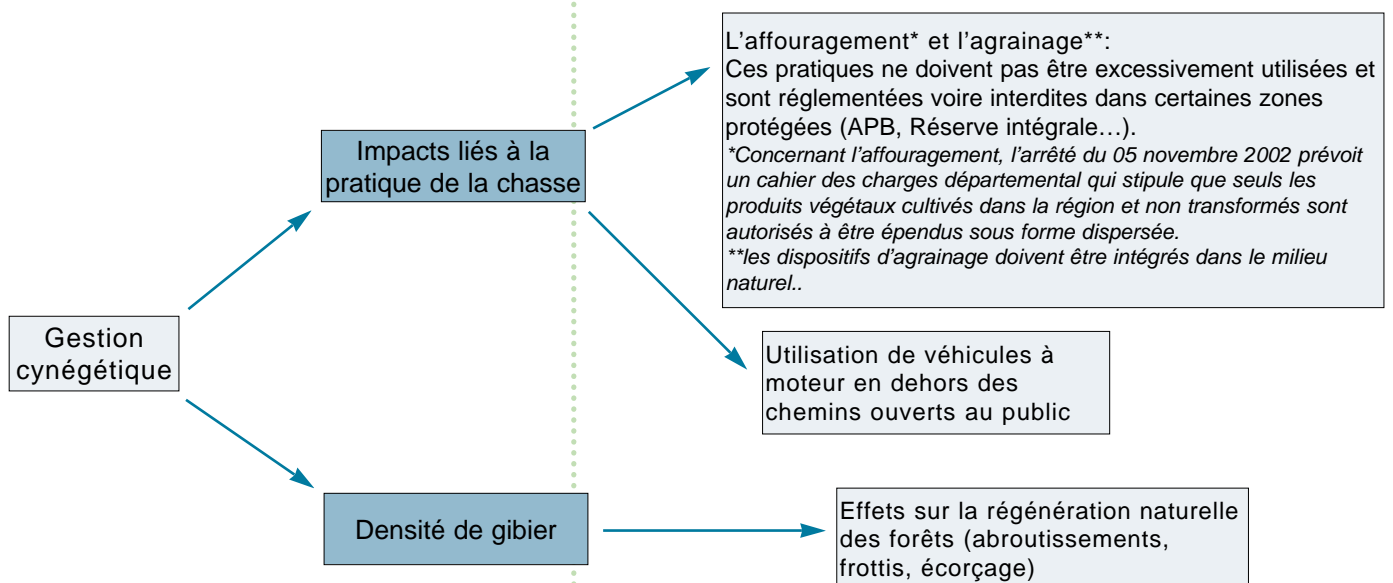 L'affouragement* et l'agrainage**:
Ces pratiques ne doivent pas être excessivement utilisées et
sont réglementées voire interdites dans certaines zones
protégées (APB, Réserve intégrale…).
*Concernant l'affouragement, l'arrêté du 05 novembre 2002 prévoit
un cahier des charges départemental qui stipule que seuls les
produits végétaux cultivés dans la région et non transformés sont
autorisés à être épendus sous forme dispersée.
**les dispositifs d'agrainage doivent être intégrés dans le milieu
naturel..
Impacts liés à la
pratique de la chasse
Gestion
cynégétique
Utilisation de véhicules à
moteur en dehors des
chemins ouverts au public
Densité de gibier
Effets sur la régénération naturelle
des forêts (abroutissements,
frottis, écorçage)